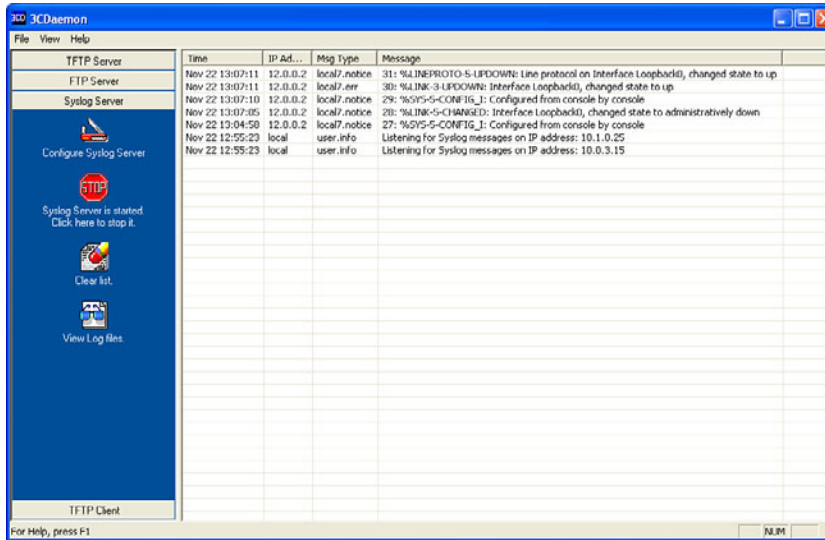 3CD 3CDaemon
File View Help
TFTP Server
FTP Server
Syslog Server
Configure Syslog Server
STOP
Syslog Server is started.
Click here to stop it.
Clear list.
View Log files.
TFTP Client
Time IP Ad... Msg Type Message
Nov 22 13:07:11 12.0.0.2 local7.notice 31: %LINEPROTO-5-UPDOWN: Line protocol on Interface Loopback0, changed state to up
Nov 22 13:07:11 12.0.0.2 local7.err 30: %LINK-3-UPDOWN: Interface Loopback0, changed state to up
Nov 22 13:07:10 12.0.0.2 local7.notice 29: %SYS-5-CONFIG_I: Configured from console by console
Nov 22 13:07:05 12.0.0.2 local7.notice 28: %LINK-5-CHANGED: Interface Loopback0, changed state to administratively down
Nov 22 13:04:50 12.0.0.2 local7.notice 27: %SYS-5-CONFIG_I: Configured from console by console
Nov 22 12:55:23 local user.info Listening for Syslog messages on IP address: 10.1.0.25
Nov 22 12:55:23 local user.info Listening for Syslog messages on IP address: 10.0.3.15
For Help, press F1
NUM